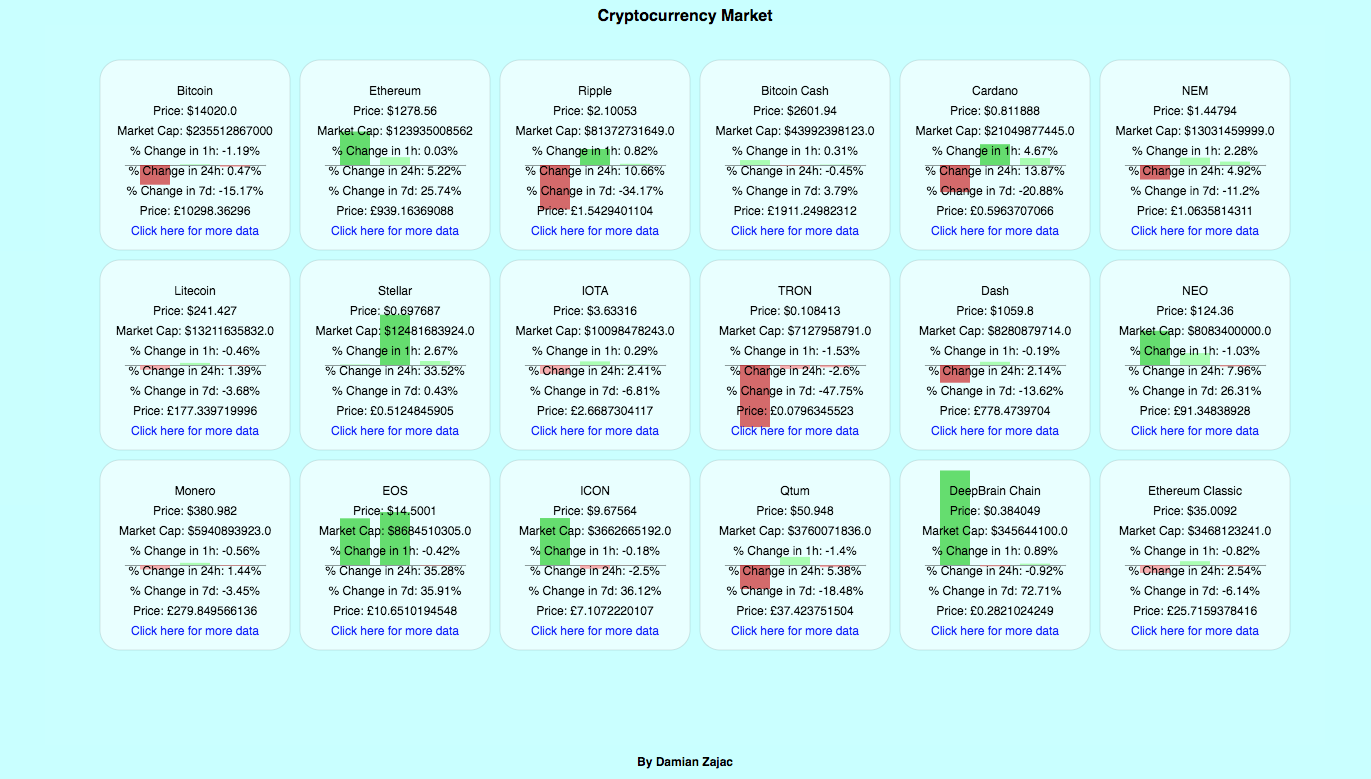 Cryptocurrency Market
Bitcoin
Price: $14020.0
Market Cap: $235512867000
% Change in 1h: -1.19%
% Change in 24h: 0.47%
% Change in 7d: -15.17%
Price: £10298.36296
Click here for more data
Ethereum
Price: $1278.56
Market Cap: $123935008562
% Change in 1h: 0.03%
% Change in 24h: 5.22%
% Change in 7d: 25.74%
Price: £939.16369088
Click here for more data
Ripple
Price: $2.10053
Market Cap: $81372731649.0
% Change in 1h: 0.82%
% Change in 24h: 10.66%
% Change in 7d: -34.17%
Price: £1.5429401104
Click here for more data
Bitcoin Cash
Price: $2601.94
Market Cap: $43992398123.0
% Change in 1h: 0.31%
% Change in 24h: -0.45%
% Change in 7d: 3.79%
Price: £1911.24982312
Click here for more data
Cardano
Price: $0.811888
Market Cap: $21049877445.0
% Change in 1h: 4.67%
% Change in 24h: 13.87%
% Change in 7d: -20.88%
Price: £0.5963707066
Click here for more data
NEM
Price: $1.44794
Market Cap: $13031459999.0
% Change in 1h: 2.28%
% Change in 24h: 4.92%
% Change in 7d: -11.2%
Price: £1.0635814311
Click here for more data
Litecoin
Price: $241.427
Market Cap: $13211635832.0
% Change in 1h: -0.46%
% Change in 24h: 1.39%
% Change in 7d: -3.68%
Price: £177.339719996
Click here for more data
Stellar
Price: $0.697687
Market Cap: $12481683924.0
% Change in 1h: 2.67%
% Change in 24h: 33.52%
% Change in 7d: 0.43%
Price: £0.5124845905
Click here for more data
IOTA
Price: $3.63316
Market Cap: $10098478243.0
% Change in 1h: 0.29%
% Change in 24h: 2.41%
% Change in 7d: -6.81%
Price: £2.6687304117
Click here for more data
TRON
Price: $0.108413
Market Cap: $7127958791.0
% Change in 1h: -1.53%
% Change in 24h: -2.6%
% Change in 7d: -47.75%
Price: £0.0796345523
Click here for more data
Dash
Price: $1059.8
Market Cap: $8280879714.0
% Change in 1h: -0.19%
% Change in 24h: 2.14%
% Change in 7d: -13.62%
Price: £778.4739704
Click here for more data
NEO
Price: $124.36
Market Cap: $8083400000.0
% Change in 1h: -1.03%
% Change in 24h: 7.96%
% Change in 7d: 26.31%
Price: £91.34838928
Click here for more data
Monero
Price: $380.982
Market Cap: $5940893923.0
% Change in 1h: -0.56%
% Change in 24h: 1.44%
% Change in 7d: -3.45%
Price: £279.849566136
Click here for more data
EOS
Price: $14.5001
Market Cap: $8684510305.0
% Change in 1h: -0.42%
% Change in 24h: 35.28%
% Change in 7d: 35.91%
Price: £10.6510194548
Click here for more data
ICON
Price: $9.67564
Market Cap: $3662665192.0
% Change in 1h: -0.18%
% Change in 24h: -2.5%
% Change in 7d: 36.12%
Price: £7.1072220107
Click here for more data
Qtum
Price: $50.948
Market Cap: $3760071836.0
% Change in 1h: -1.4%
% Change in 24h: 5.38%
% Change in 7d: -18.48%
Price: £37.423751504
Click here for more data
DeepBrain Chain
Price: $0.384049
Market Cap: $345644100.0
% Change in 1h: 0.89%
% Change in 24h: -0.92%
% Change in 7d: 72.71%
Price: £0.2821024249
Click here for more data
Ethereum Classic
Price: $35.0092
Market Cap: $3468123241.0
% Change in 1h: -0.82%
% Change in 24h: 2.54%
% Change in 7d: -6.14%
Price: £25.7159378416
Click here for more data
By Damian Zajac